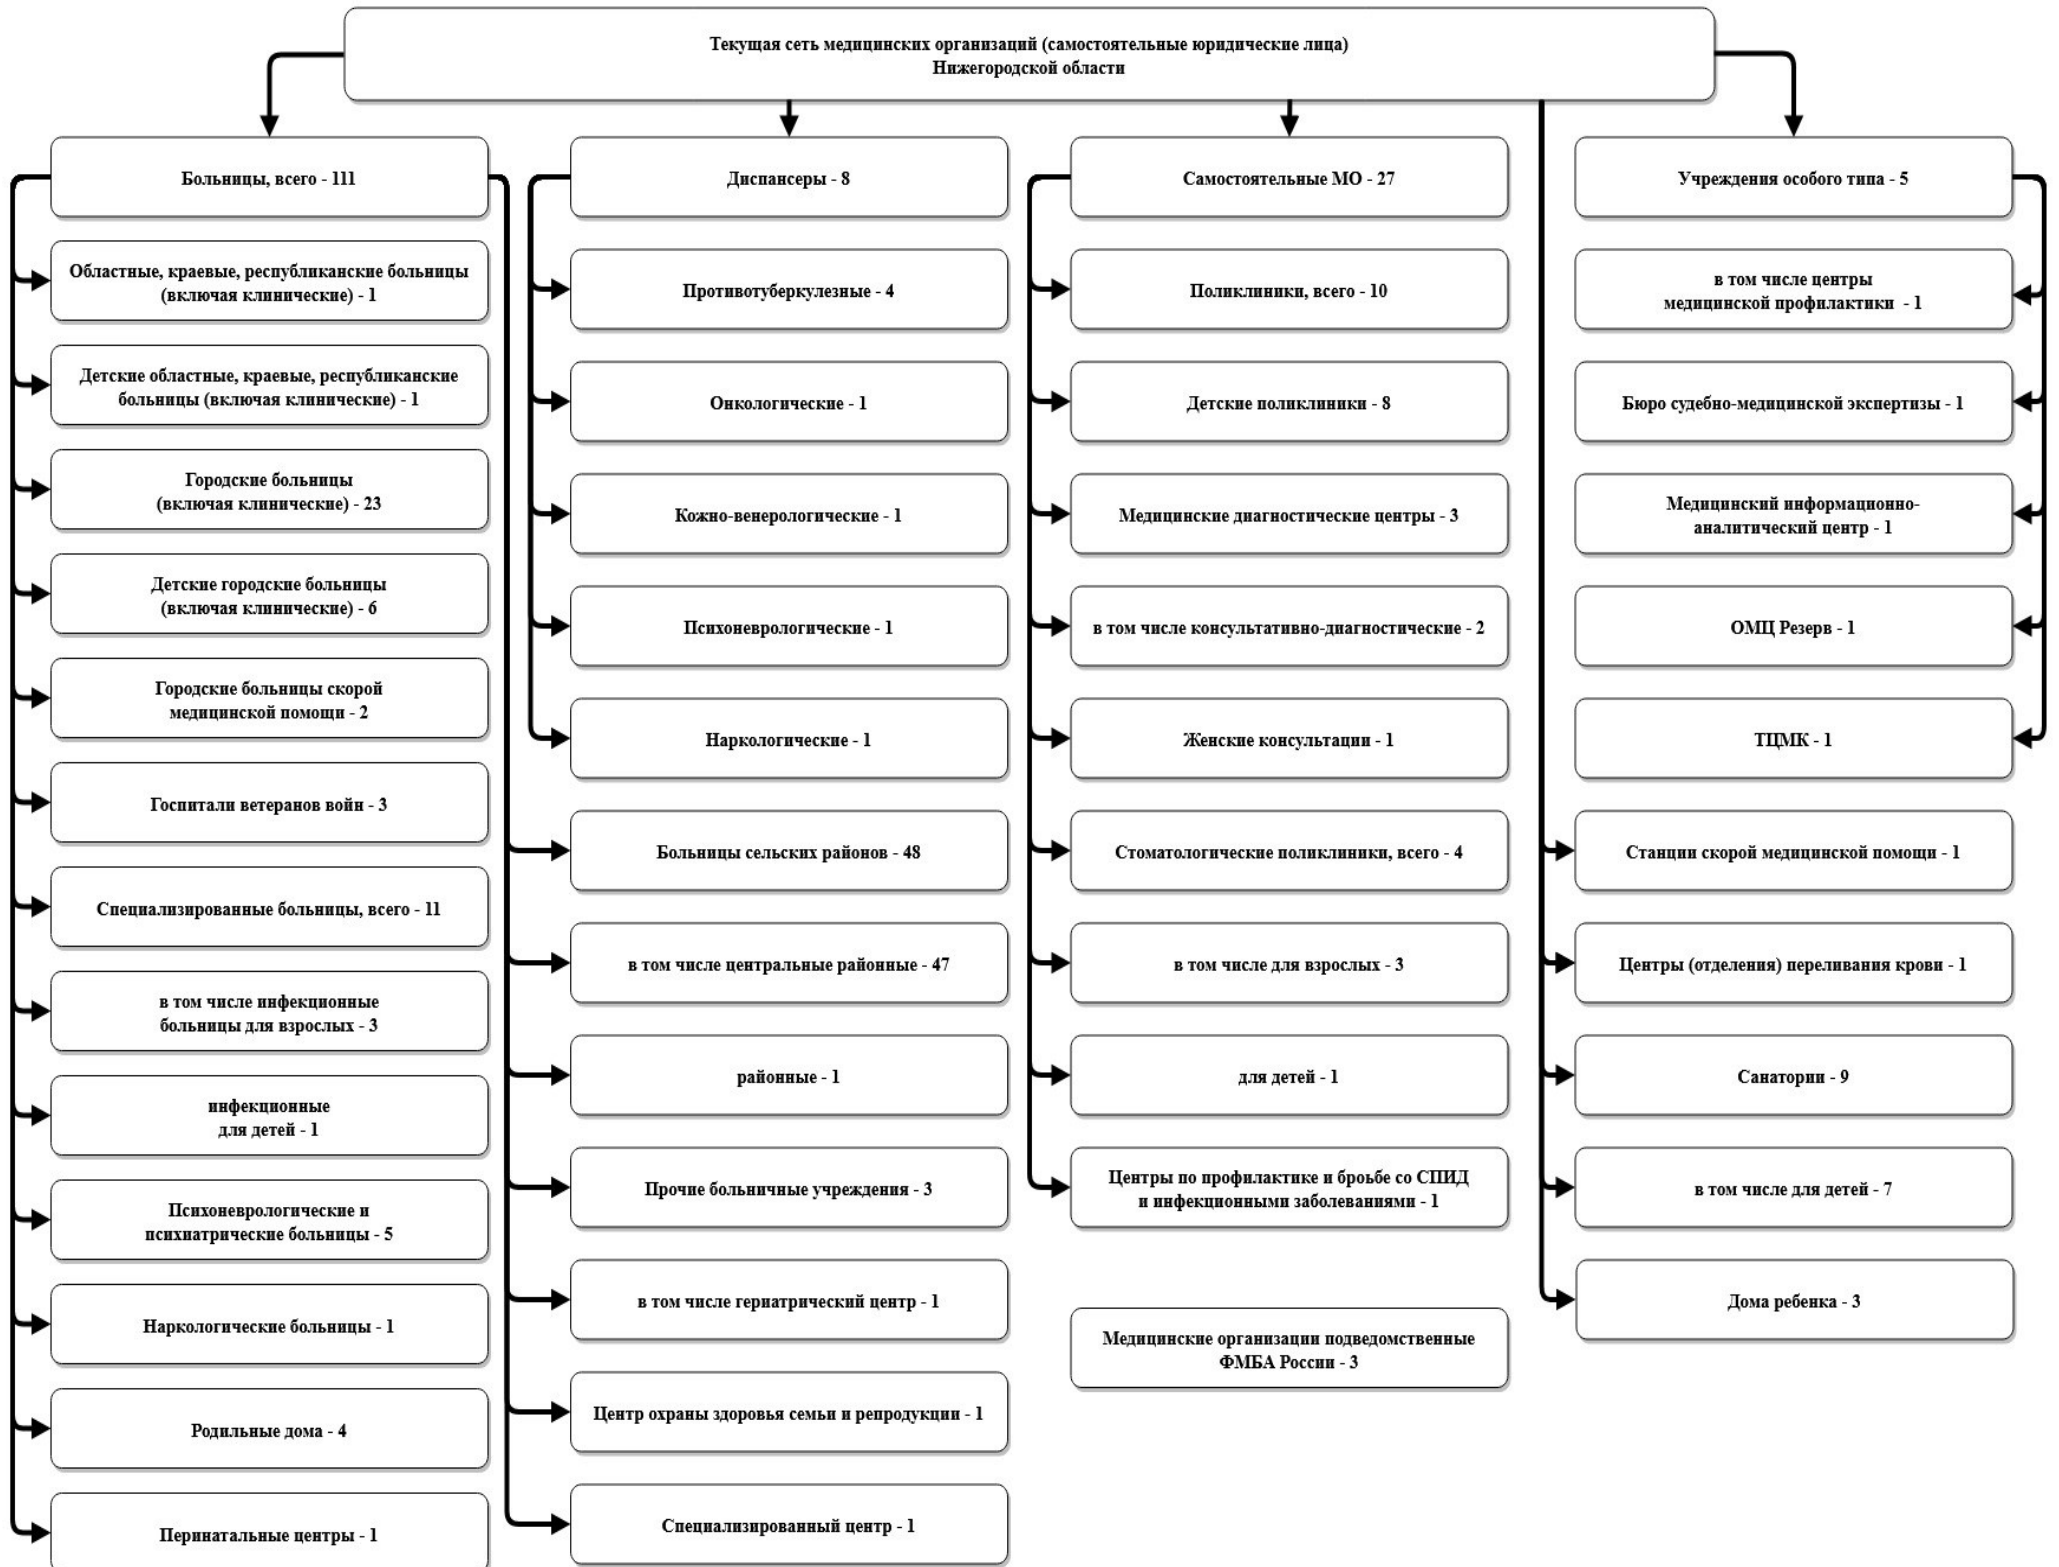 Текущая сеть медицинских организаций (самостоятельные юридические лица)
Нижегородской области
Больницы, всего - 111
Областные, краевые, республиканские больницы
(включая клинические) - 1
Детские областные, краевые, республиканские
больницы (включая клинические) - 1
Городские больницы
(включая клинические) - 23
Детские городские больницы
(включая клинические) - 6
Городские больницы скорой
медицинской помощи - 2
Госпитали ветеранов войн - 3
Специализированные больницы, всего - 11
в том числе инфекционные
больницы для взрослых - 3
инфекционные
для детей - 1
Психоневрологические и
психиатрические больницы - 5
Наркологические больницы - 1
Родильные дома - 4
Перинатальные центры - 1
Диспансеры - 8
Противотуберкулезные - 4
Онкологические - 1
Кожно-венерологические - 1
Психоневрологические - 1
Наркологические - 1
Больницы сельских районов - 48
в том числе центральные районные - 47
районные - 1
Прочие больничные учреждения - 3
в том числе гериатрический центр - 1
Центр охраны здоровья семьи и репродукции - 1
Специализированный центр - 1
Самостоятельные МО - 27
Поликлиники, всего - 10
Детские поликлиники - 8
Медицинские диагностические центры - 3
в том числе консультативно-диагностические - 2
Женские консультации - 1
Стоматологические поликлиники, всего - 4
в том числе для взрослых - 3
для детей - 1
Центры по профилактике и броьбе со СПИД
и инфекционными заболеваниями - 1
Медицинские организации подведомственные
ФМБА России - 3
Учреждения особого типа - 5
в том числе центры
медицинской профилактики - 1
Бюро судебно-медицинской экспертизы - 1
Медицинский информационно-
аналитический центр - 1
ОМЦ Резерв - 1
ТЦМК - 1
Станции скорой медицинской помощи - 1
Центры (отделения) переливания крови - 1
Санатории - 9
в том числе для детей - 7
Дома ребенка - 3